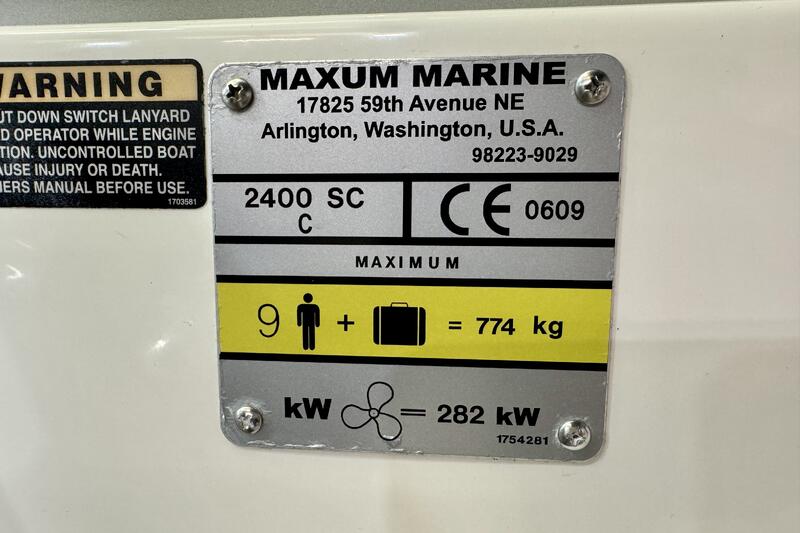 WARNING
UT DOWN SWITCH LANYARD
D OPERATOR WHILE ENGINE
TION. UNCONTROLLED BOAT
AUSE INJURY OR DEATH.
NERS MANUAL BEFORE USE.
1703581
MAXUM MARINE
17825 59th Avenue NE
Arlington, Washington, U.S.A.
98223-9029
2400 SC
C
CE 0609
MAXIMUM
9 + = 774 kg
kW = 282 kW
1754281